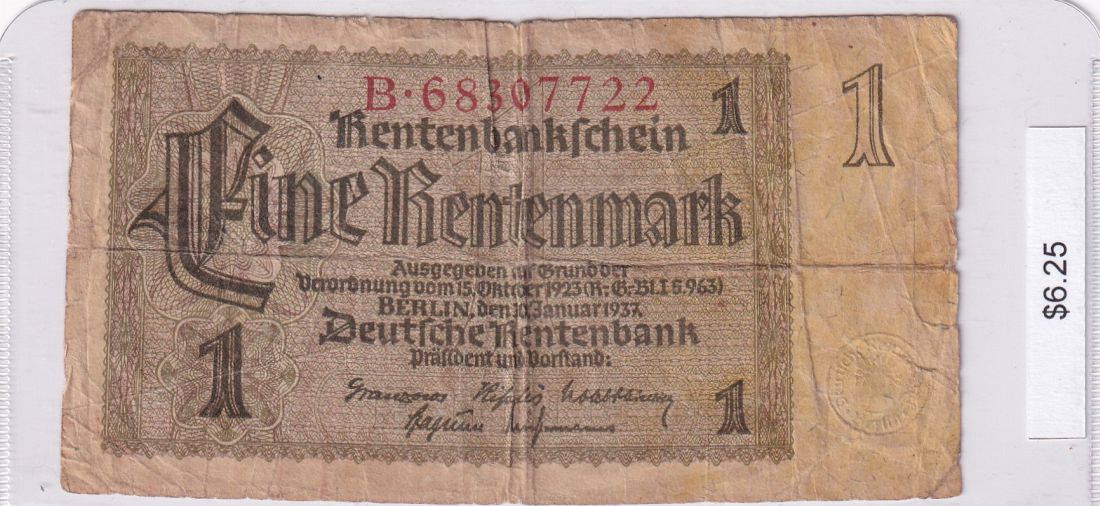 B·68307722
1
1
Rentenbankschein
Eine Rentenmark
Ausgegeben auf Grund der
Verordnung vom 15. Oktober 1923 (R-G-Bl. I S. 963)
BERLIN, den 30. Januar 1937.
Deutsche Rentenbank
Präsident und Vorstand:
1
1
$6.25